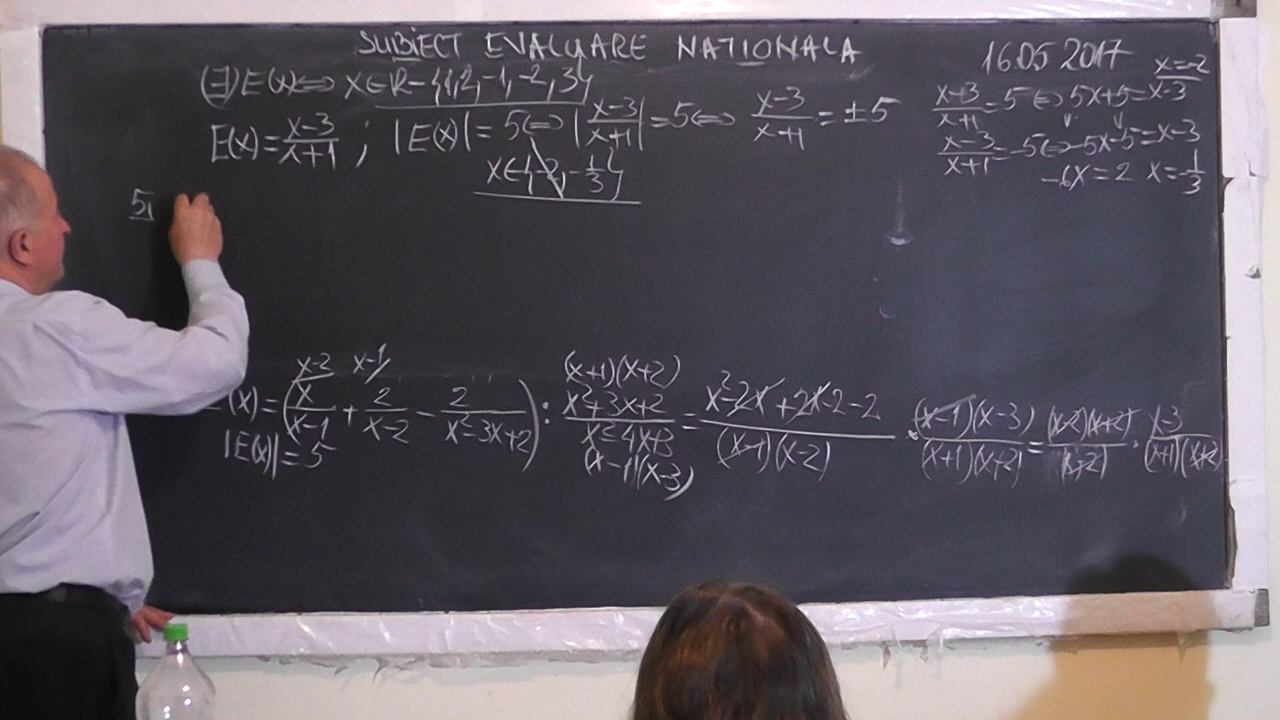 SUBIECT EVALUARE NATIONALA 16.05 2017
(∃) E(x) ⇔ x ∈ R - {1, 2, -1, -2, 3}
E(x) = (x-3)/(x+1) ; |E(x)| = 5 ⇔ |(x-3)/(x+1)| = 5 ⇔ (x-3)/(x+1) = ±5
x ∈ {-2, -1/3}
x = -2
(x-3)/(x+1) = 5 ⇔ 5x+5 = x-3
(x-3)/(x+1) = -5 ⇔ -5x-5 = x-3
-6x = 2 x = -1/3
5,
x-2 x-1 (x+1)(x+2)
(x) = (x/(x-1) + 2/(x-2) - 2/(x²-3x+2)) : (x²+3x+2)/(x²-4x+3) = (x²-2x+2x-2-2)/((x-1)(x-2)) · ((x-1)(x-3))/((x+1)(x+2)) = ((x-2)(x+2))/(x-2) · (x-3)/((x+1)(x+2))
(x-1)(x-3)
|E(x)| = 5